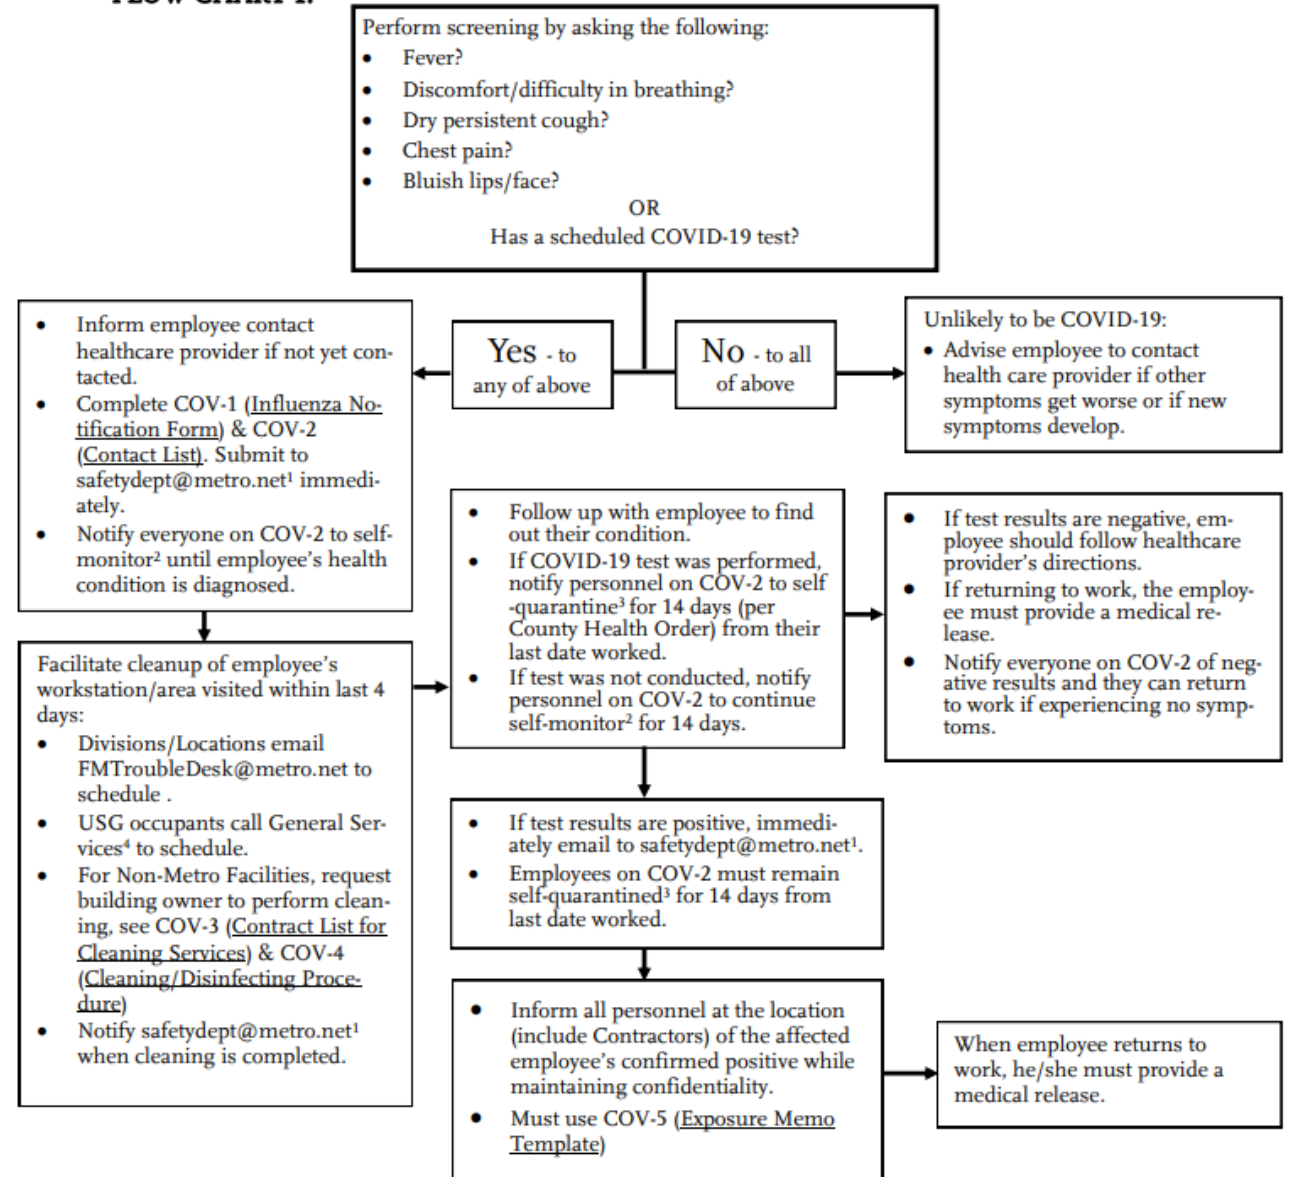 FLOW CHART 1:
Perform screening by asking the following:
• Fever?
• Discomfort/difficulty in breathing?
• Dry persistent cough?
• Chest pain?
• Bluish lips/face?
OR
Has a scheduled COVID-19 test?
Yes - to
any of above
No - to all
of above
Unlikely to be COVID-19:
• Advise employee to contact
health care provider if other
symptoms get worse or if new
symptoms develop.
• Inform employee contact
healthcare provider if not yet con-
tacted.
• Complete COV-1 (Influenza No-
tification Form) & COV-2
(Contact List). Submit to
safetydept@metro.net¹ immedi-
ately.
• Notify everyone on COV-2 to self-
monitor² until employee's health
condition is diagnosed.
Facilitate cleanup of employee's
workstation/area visited within last 4
days:
• Divisions/Locations email
FMTroubleDesk@metro.net to
schedule .
• USG occupants call General Ser-
vices⁴ to schedule.
• For Non-Metro Facilities, request
building owner to perform clean-
ing, see COV-3 (Contract List for
Cleaning Services) & COV-4
(Cleaning/Disinfecting Proce-
dure)
• Notify safetydept@metro.net¹
when cleaning is completed.
• Follow up with employee to find
out their condition.
• If COVID-19 test was performed,
notify personnel on COV-2 to self
-quarantine³ for 14 days (per
County Health Order) from their
last date worked.
• If test was not conducted, notify
personnel on COV-2 to continue
self-monitor² for 14 days.
• If test results are negative, em-
ployee should follow healthcare
provider's directions.
• If returning to work, the employ-
ee must provide a medical re-
lease.
• Notify everyone on COV-2 of neg-
ative results and they can return
to work if experiencing no symp-
toms.
• If test results are positive, immedi-
ately email to safetydept@metro.net¹.
• Employees on COV-2 must remain
self-quarantined³ for 14 days from
last date worked.
• Inform all personnel at the location
(include Contractors) of the affected
employee's confirmed positive while
maintaining confidentiality.
• Must use COV-5 (Exposure Memo
Template)
When employee returns to
work, he/she must provide a
medical release.